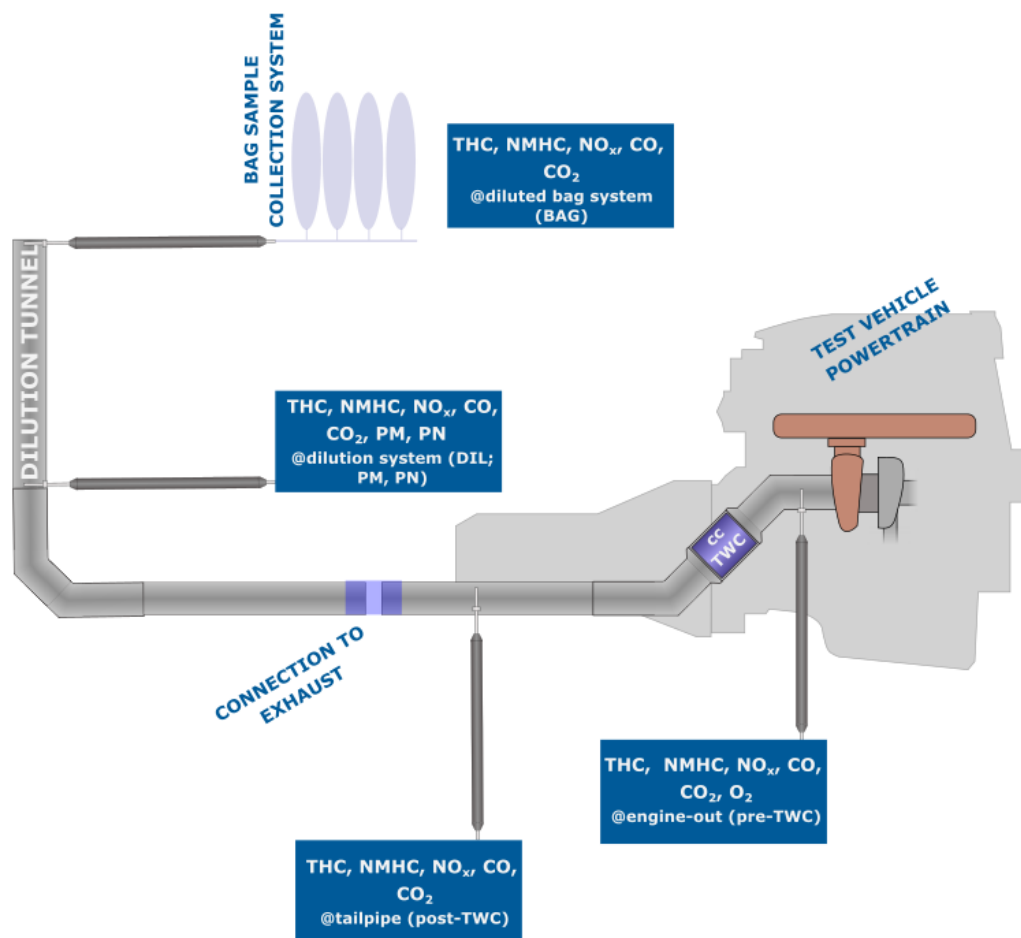 BAG SAMPLE
COLLECTION SYSTEM
THC, NMHC, NOₓ, CO,
CO₂
@diluted bag system
(BAG)
DILUTION TUNNEL
TEST VEHICLE
POWERTRAIN
THC, NMHC, NOₓ, CO,
CO₂, PM, PN
@dilution system (DIL;
PM, PN)
CC
TWC
CONNECTION TO
EXHAUST
THC, NMHC, NOₓ, CO,
CO₂, O₂
@engine-out (pre-TWC)
THC, NMHC, NOₓ, CO,
CO₂
@tailpipe (post-TWC)